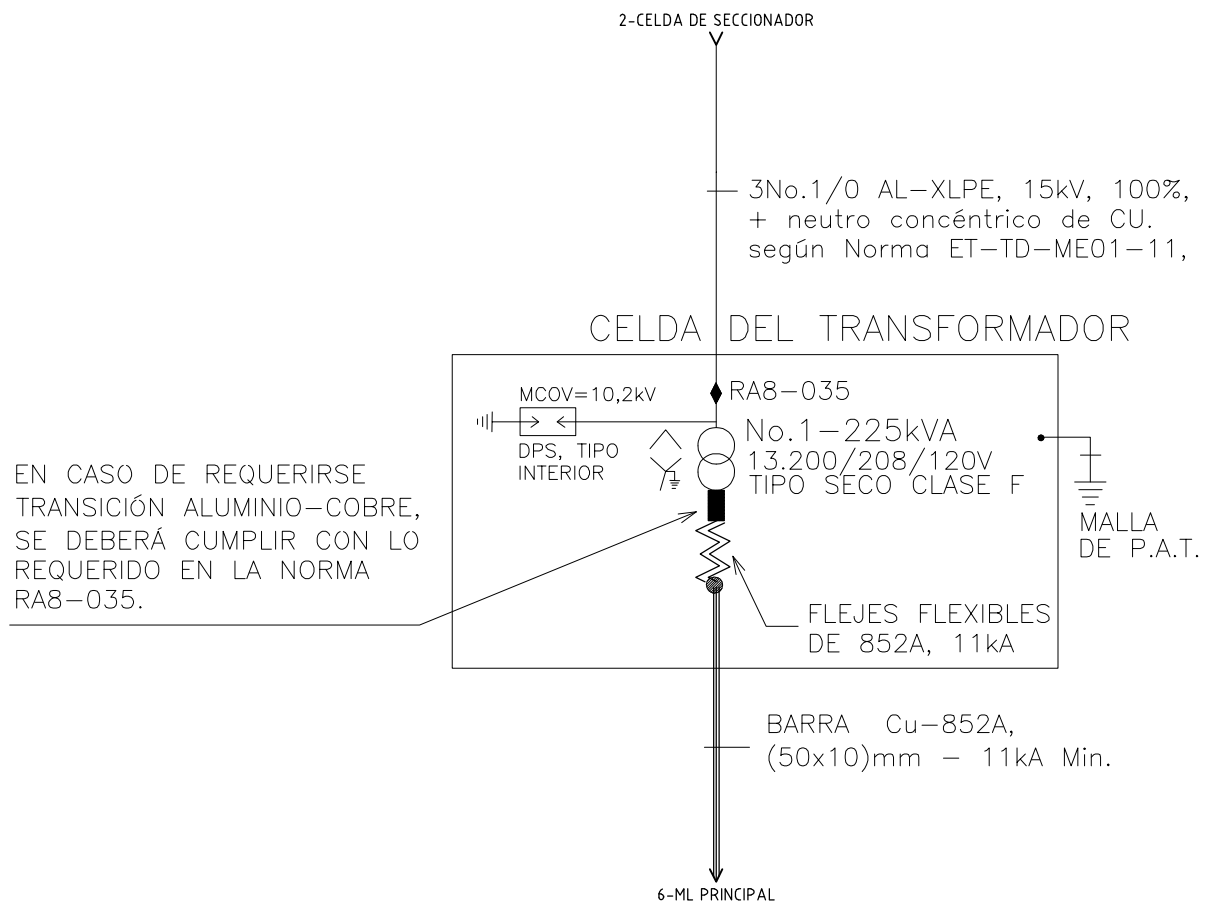 2-CELDA DE SECCIONADOR
3No.1/0 AL-XLPE, 15kV, 100%,
+ neutro concéntrico de CU.
según Norma ET-TD-ME01-11,
CELDA DEL TRANSFORMADOR
MCOV=10,2kV
RA8-035
DPS, TIPO
INTERIOR
No.1-225kVA
13.200/208/120V
TIPO SECO CLASE F
MALLA
DE P.A.T.
EN CASO DE REQUERIRSE
TRANSICIÓN ALUMINIO-COBRE,
SE DEBERÁ CUMPLIR CON LO
REQUERIDO EN LA NORMA
RA8-035.
FLEJES FLEXIBLES
DE 852A, 11kA
BARRA Cu-852A,
(50x10)mm - 11kA Min.
6-ML PRINCIPAL